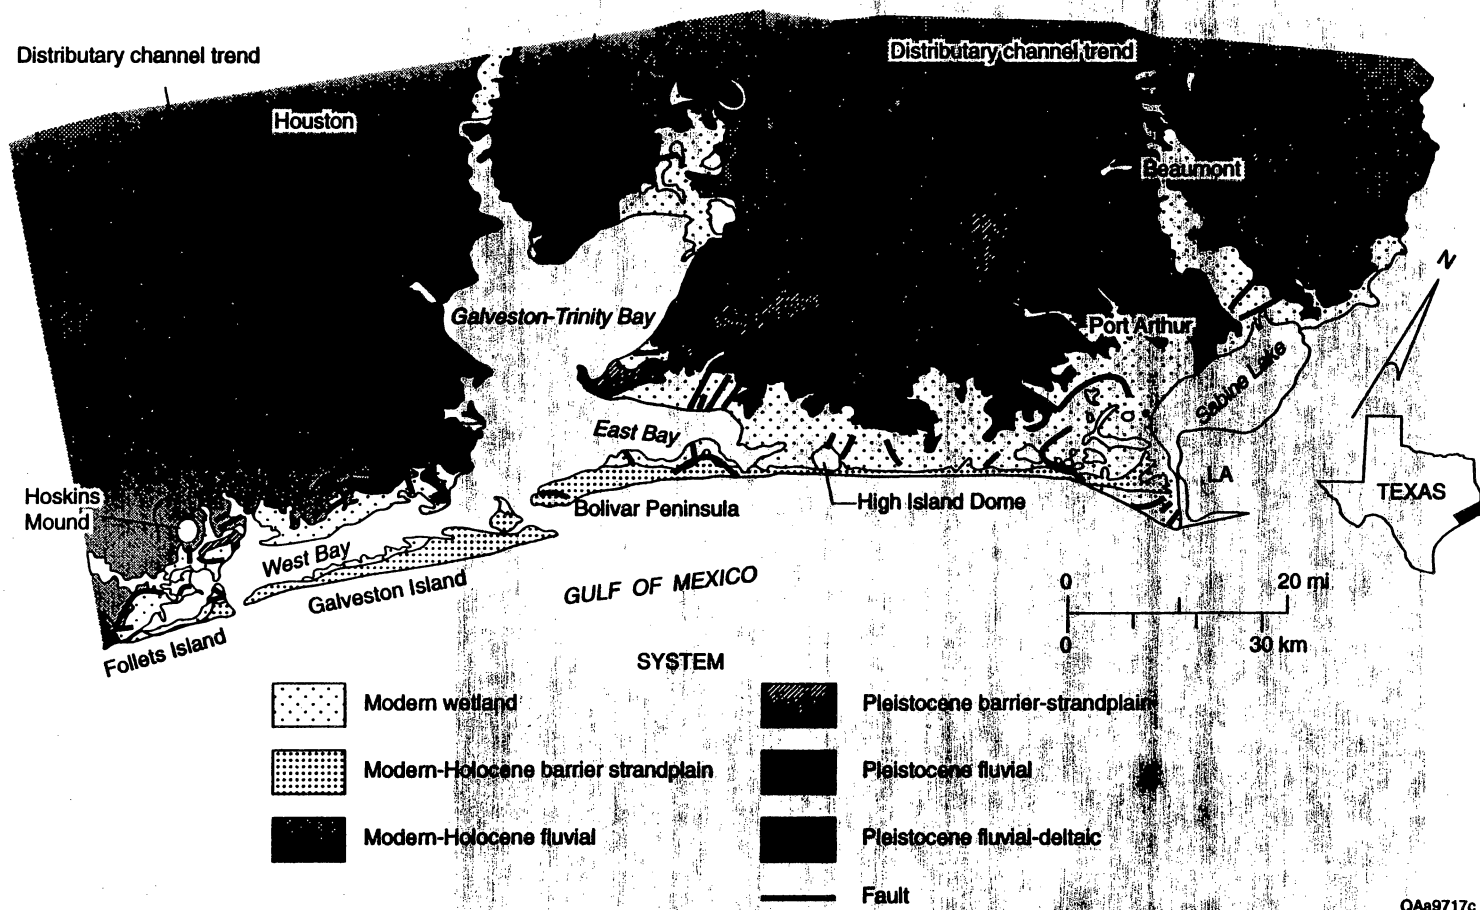 Distributary channel trend
Distributary channel trend
Houston
Beaumont
N
Galveston-Trinity Bay
Port Arthur
Sabine Lake
East Bay
LA
Hoskins
Mound
Bolivar Peninsula
High Island Dome
TEXAS
West Bay
Galveston Island
GULF OF MEXICO
0
20 mi
0
30 km
Follets Island
SYSTEM
Modern wetland
Pleistocene barrier-strandplain
Modern-Holocene barrier strandplain
Pleistocene fluvial
Modern-Holocene fluvial
Pleistocene fluvial-deltaic
Fault
QAa9717c